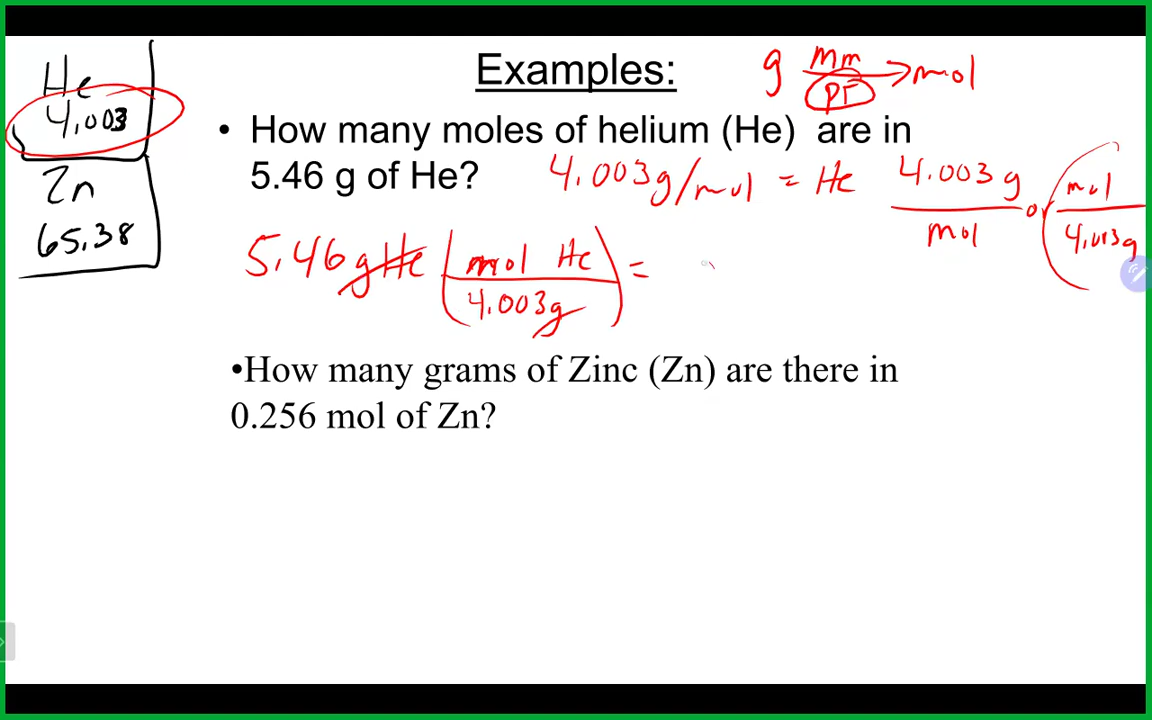 He
4.003
Zn
65.38
Examples:
g Mm / PT → mol
• How many moles of helium (He) are in
5.46 g of He?
4.003g/mol = He
4.003 g / mol or ( mol / 4.003g )
5.46 gHe ( mol He / 4.003g ) =
•How many grams of Zinc (Zn) are there in
0.256 mol of Zn?